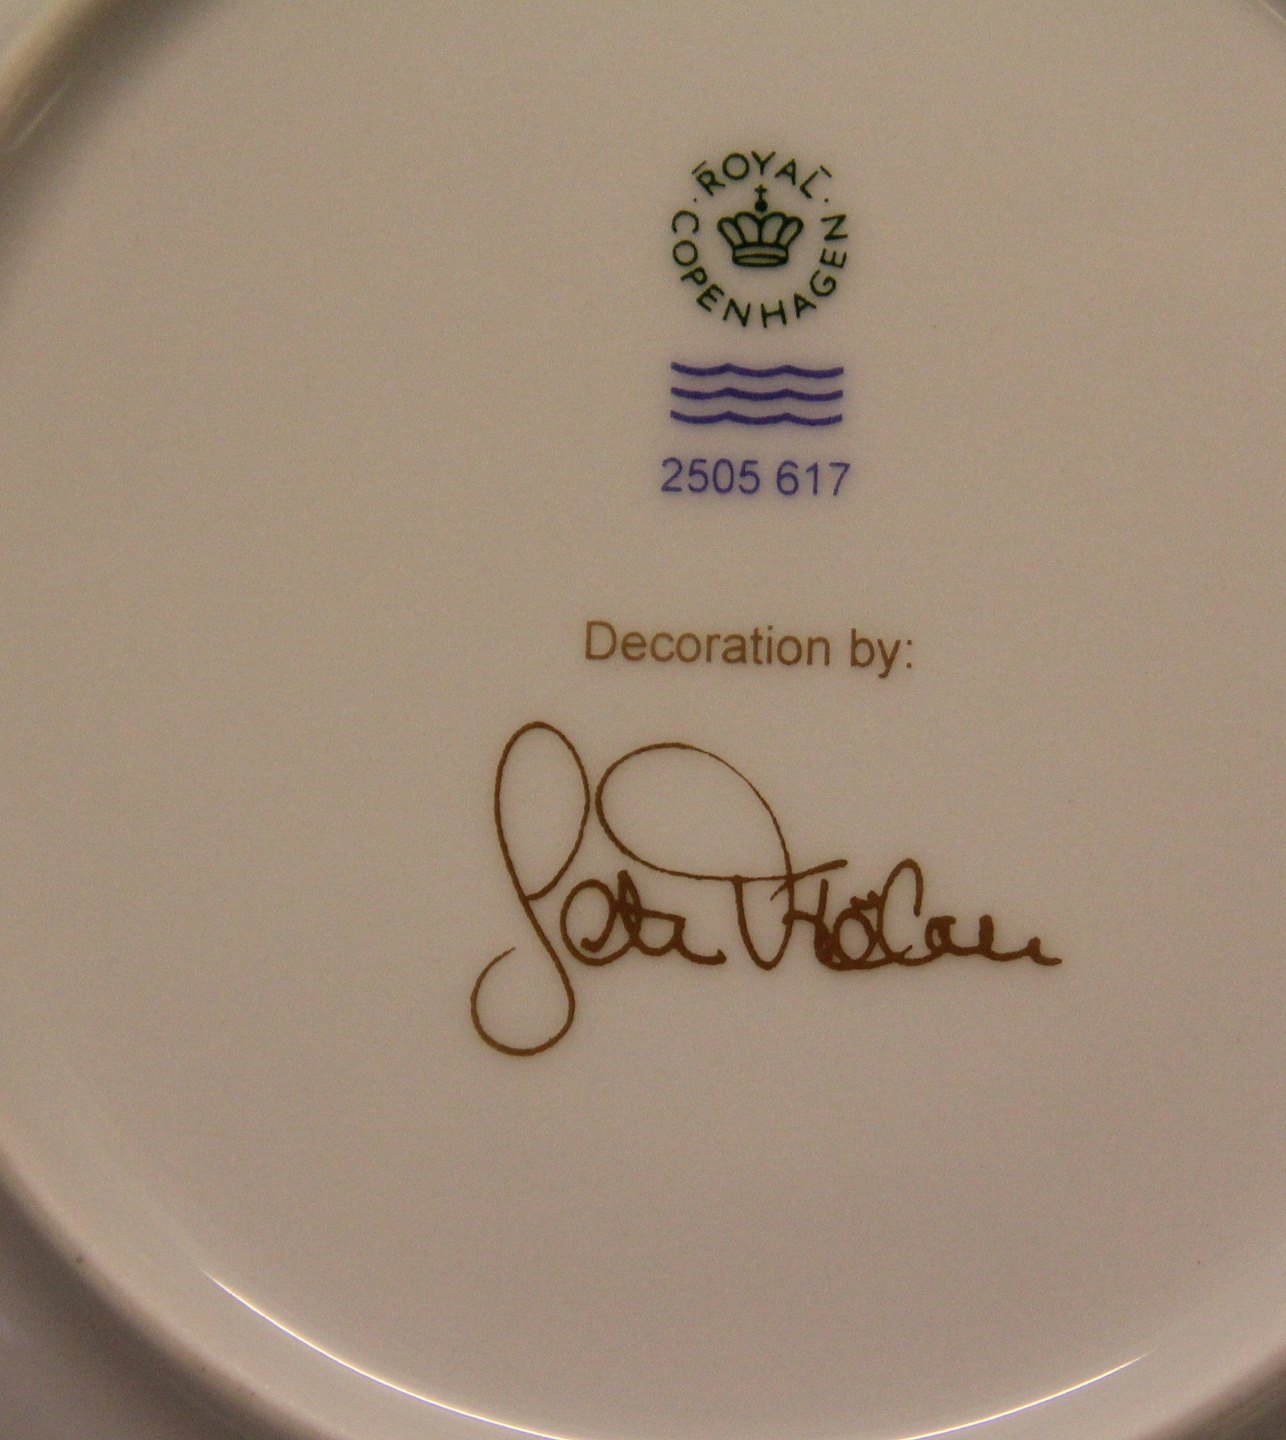 ROYAL COPENHAGEN
2505 617
Decoration by: